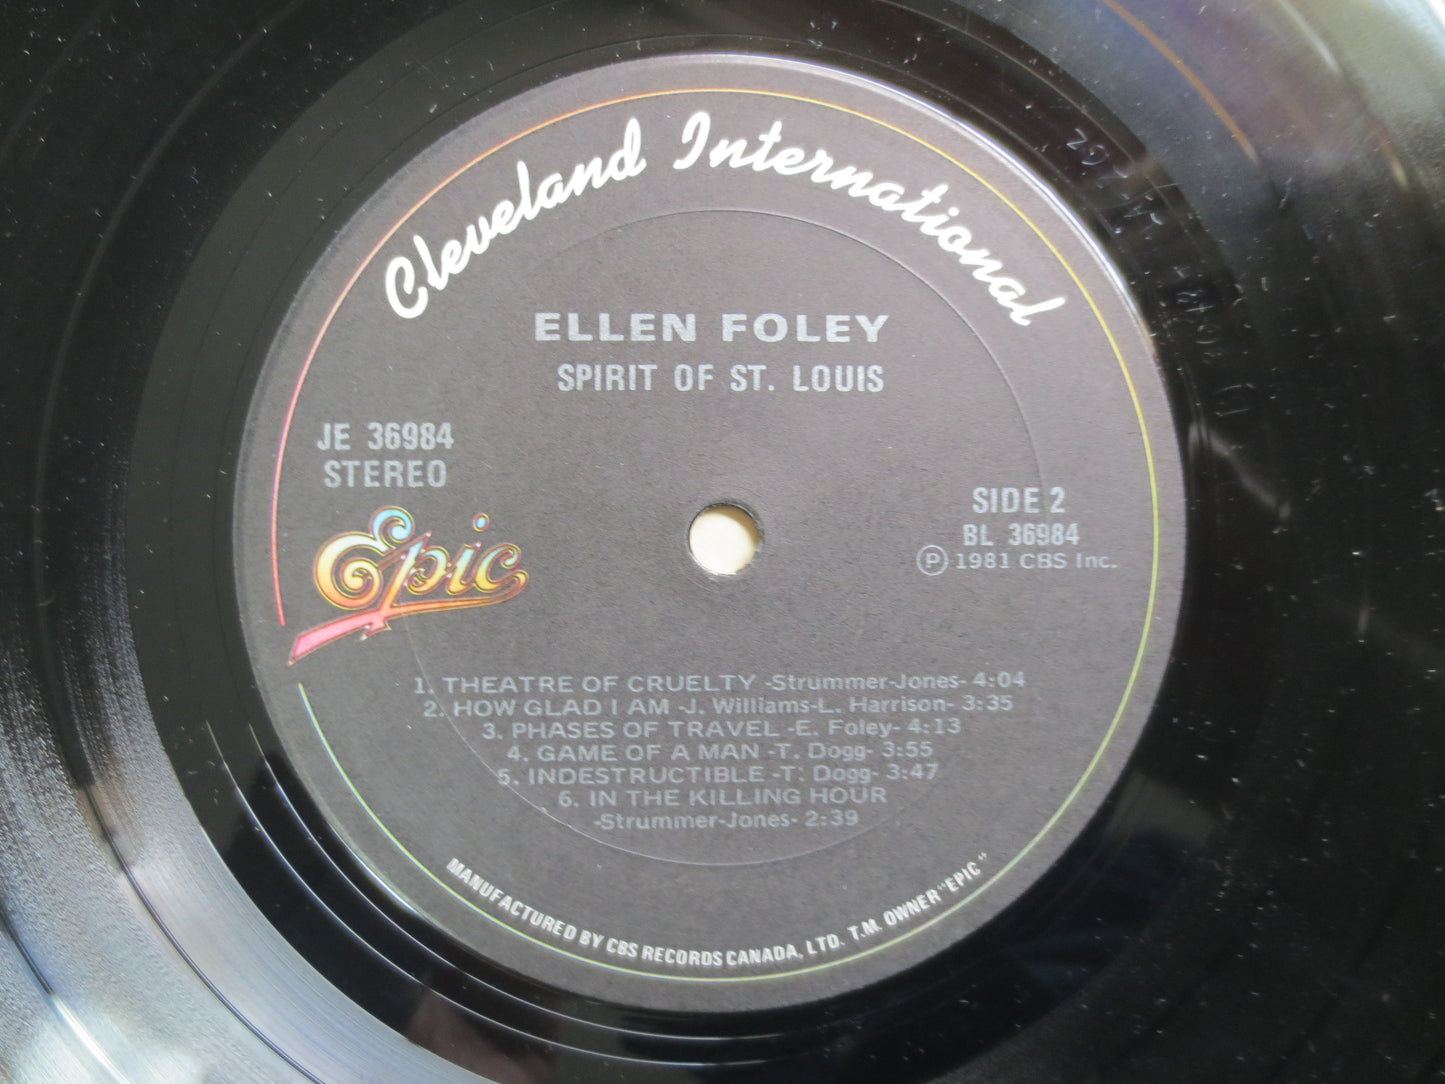 Cleveland International
ELLEN FOLEY
SPIRIT OF ST. LOUIS
JE 36984
STEREO
Epic
SIDE 2
BL 36984
Ⓟ 1981 CBS Inc.
1. THEATRE OF CRUELTY -Strummer-Jones- 4:04
2. HOW GLAD I AM -J. Williams-L. Harrison- 3:35
3. PHASES OF TRAVEL -E. Foley- 4:13
4. GAME OF A MAN -T. Dogg- 3:55
5. INDESTRUCTIBLE -T. Dogg- 3:47
6. IN THE KILLING HOUR
-Strummer-Jones- 2:39
MANUFACTURED BY CBS RECORDS CANADA, LTD. T.M. OWNER "EPIC"